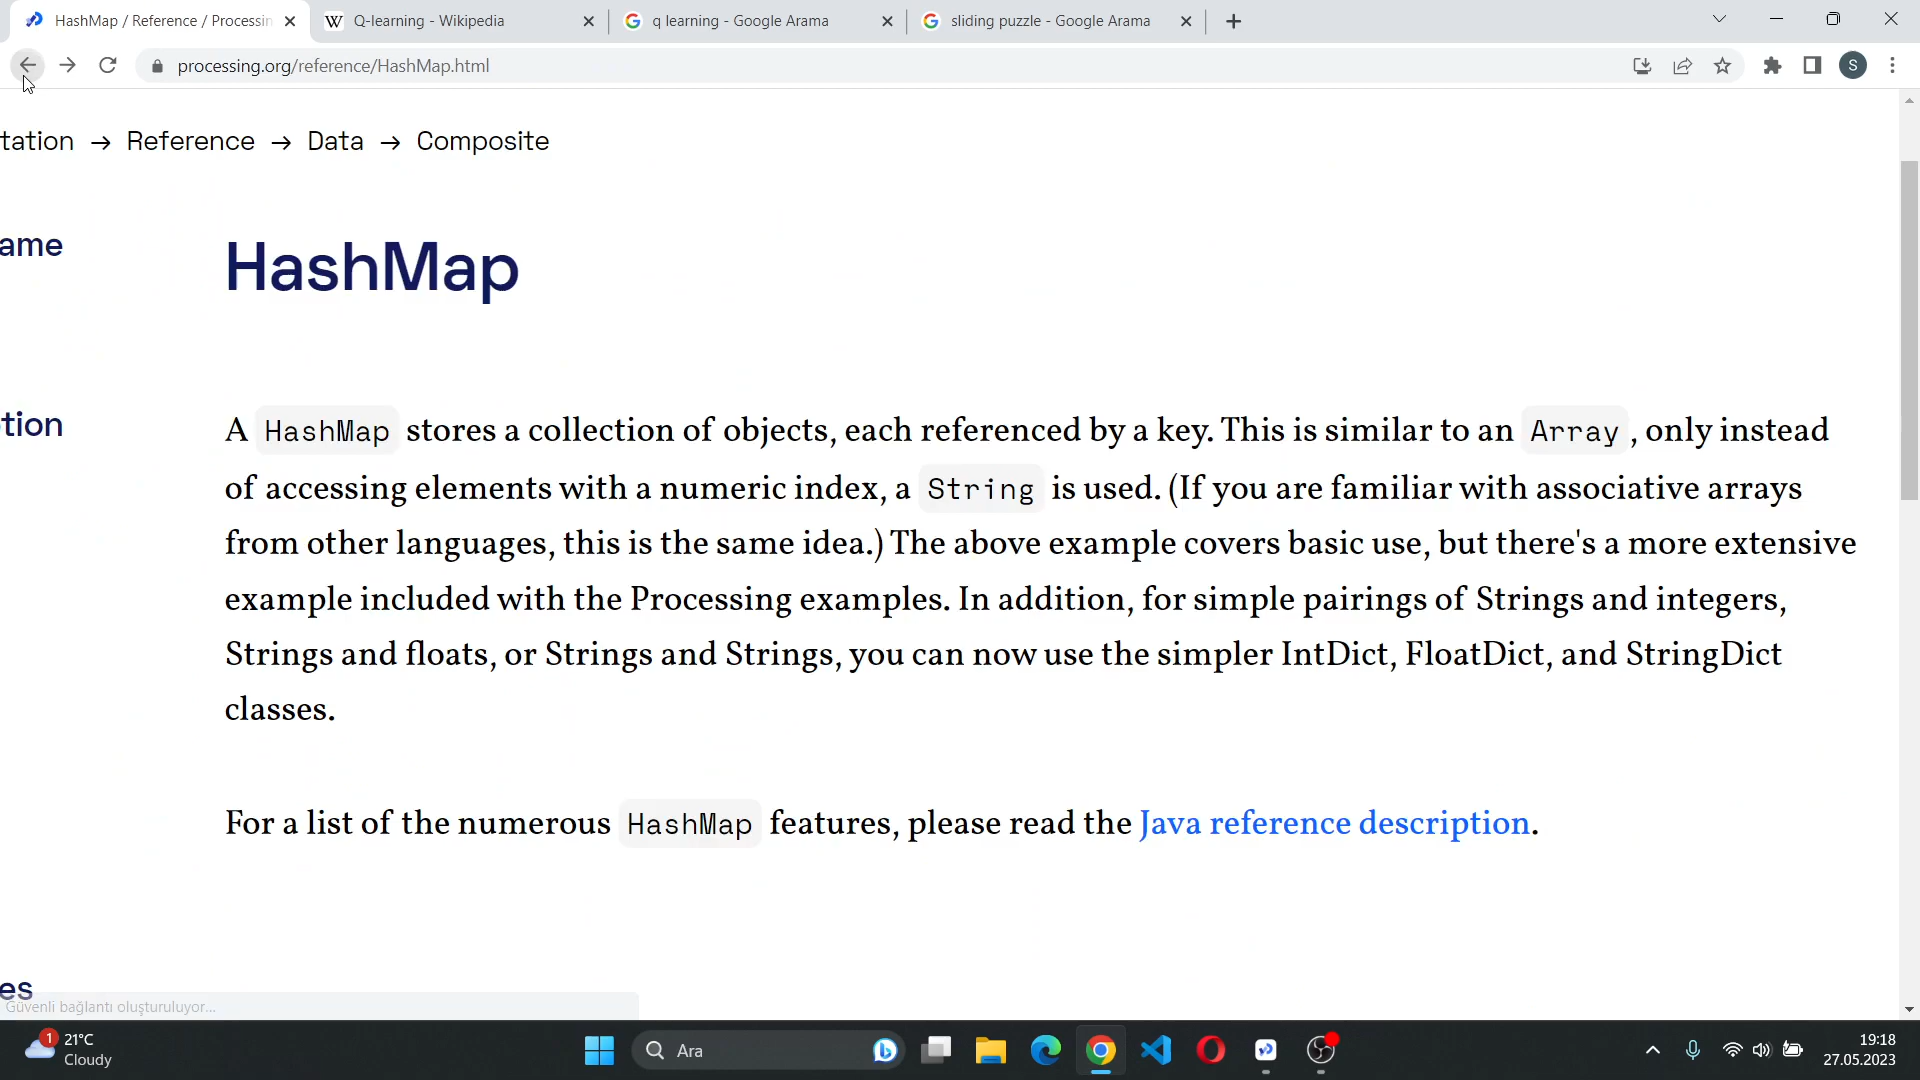 HashMap / Reference / Processin
Q-learning - Wikipedia
q learning - Google Arama
sliding puzzle - Google Arama
processing.org/reference/HashMap.html
S
tation → Reference → Data → Composite
ame
HashMap
tion
A HashMap stores a collection of objects, each referenced by a key. This is similar to an Array , only instead
of accessing elements with a numeric index, a String is used. (If you are familiar with associative arrays
from other languages, this is the same idea.) The above example covers basic use, but there's a more extensive
example included with the Processing examples. In addition, for simple pairings of Strings and integers,
Strings and floats, or Strings and Strings, you can now use the simpler IntDict, FloatDict, and StringDict
classes.
For a list of the numerous HashMap features, please read the Java reference description.
es
Güvenli bağlantı oluşturuluyor...
1
21°C
Cloudy
Ara
19:18
27.05.2023